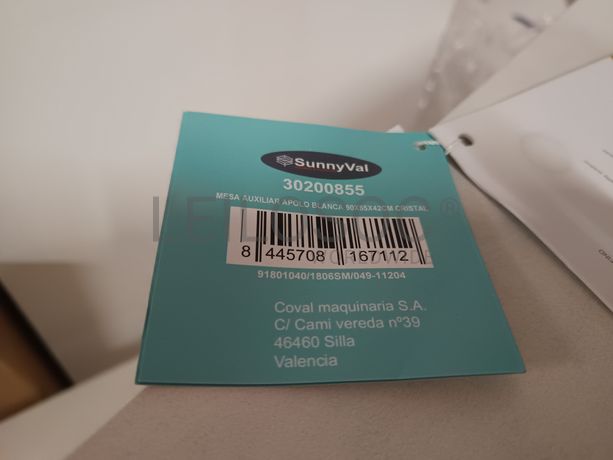 SunnyVal
30200855
MESA AUXILIAR APOLO BLANCA 50X55X42CM CRISTAL
8 445708 167112
91801040/1806SM/049-11204
Coval maquinaria S.A.
C/ Cami vereda nº39
46460 Silla
Valencia